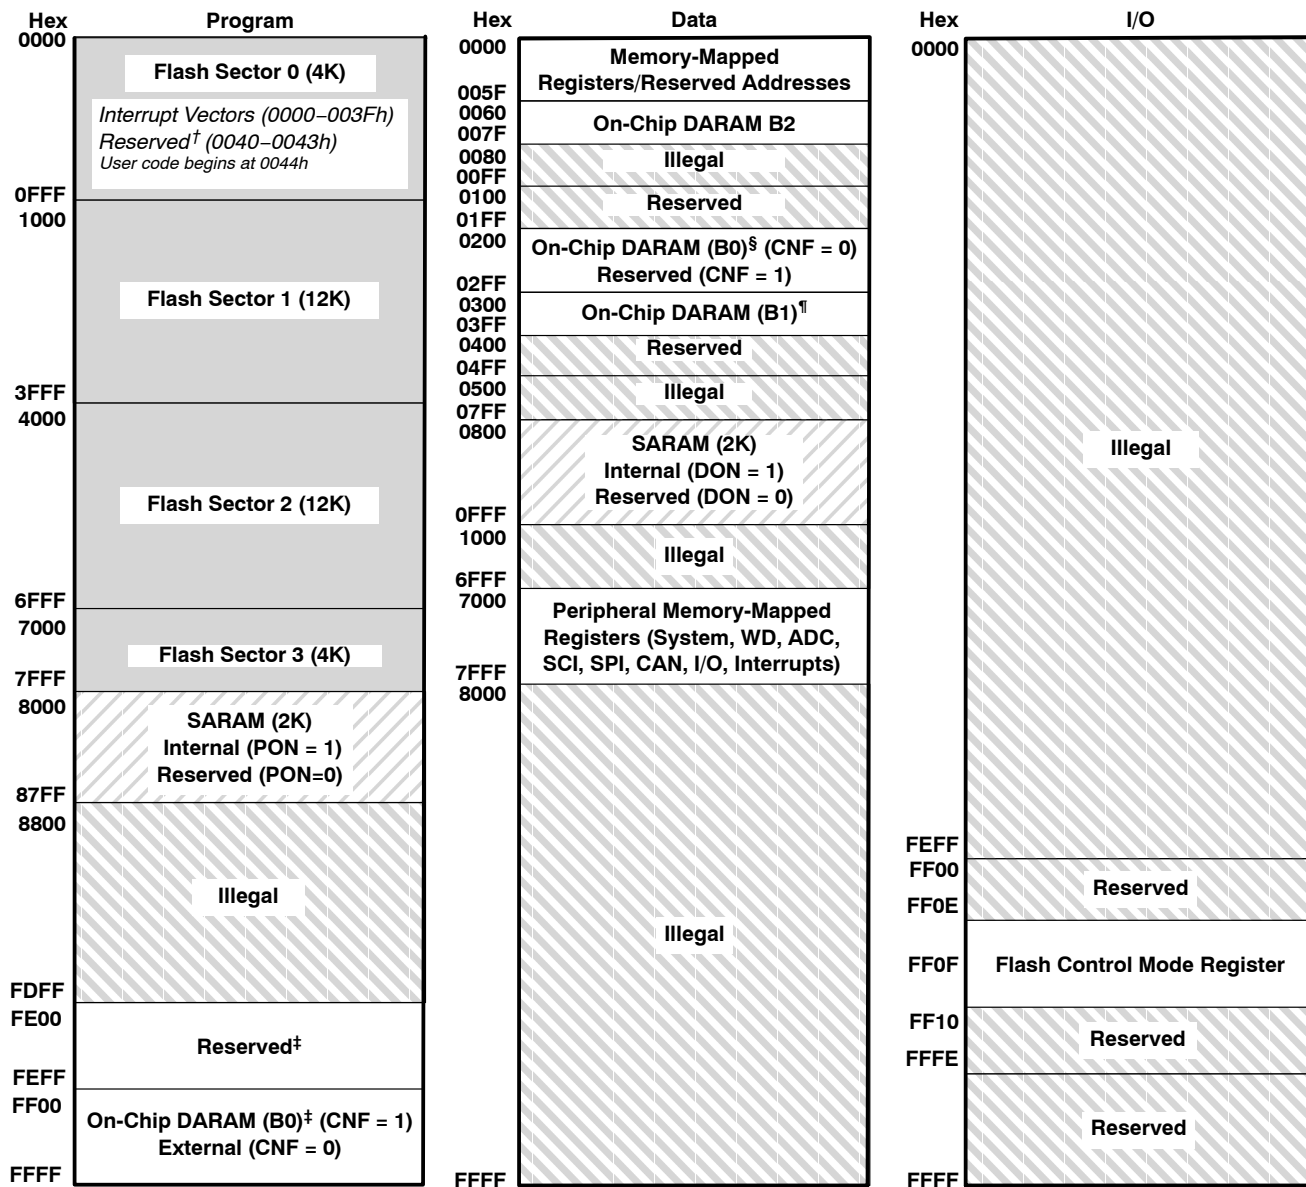 Hex
Program
0000
Flash Sector 0 (4K)
Interrupt Vectors (0000–003Fh)
Reserved† (0040–0043h)
User code begins at 0044h
0FFF
1000
Flash Sector 1 (12K)
3FFF
4000
Flash Sector 2 (12K)
6FFF
7000
Flash Sector 3 (4K)
7FFF
8000
SARAM (2K)
Internal (PON = 1)
Reserved (PON=0)
87FF
8800
Illegal
FDFF
FE00
Reserved‡
FEFF
FF00
On-Chip DARAM (B0)‡ (CNF = 1)
External (CNF = 0)
FFFF
Hex
Data
0000
Memory-Mapped
Registers/Reserved Addresses
005F
0060
On-Chip DARAM B2
007F
0080
Illegal
00FF
0100
Reserved
01FF
0200
On-Chip DARAM (B0)§ (CNF = 0)
Reserved (CNF = 1)
02FF
0300
On-Chip DARAM (B1)¶
03FF
0400
Reserved
04FF
0500
Illegal
07FF
0800
SARAM (2K)
Internal (DON = 1)
Reserved (DON = 0)
0FFF
1000
Illegal
6FFF
7000
Peripheral Memory-Mapped
Registers (System, WD, ADC,
SCI, SPI, CAN, I/O, Interrupts)
7FFF
8000
Illegal
FFFF
Hex
I/O
0000
Illegal
FEFF
FF00
Reserved
FF0E
FF0F
Flash Control Mode Register
FF10
Reserved
FFFE
Reserved
FFFF